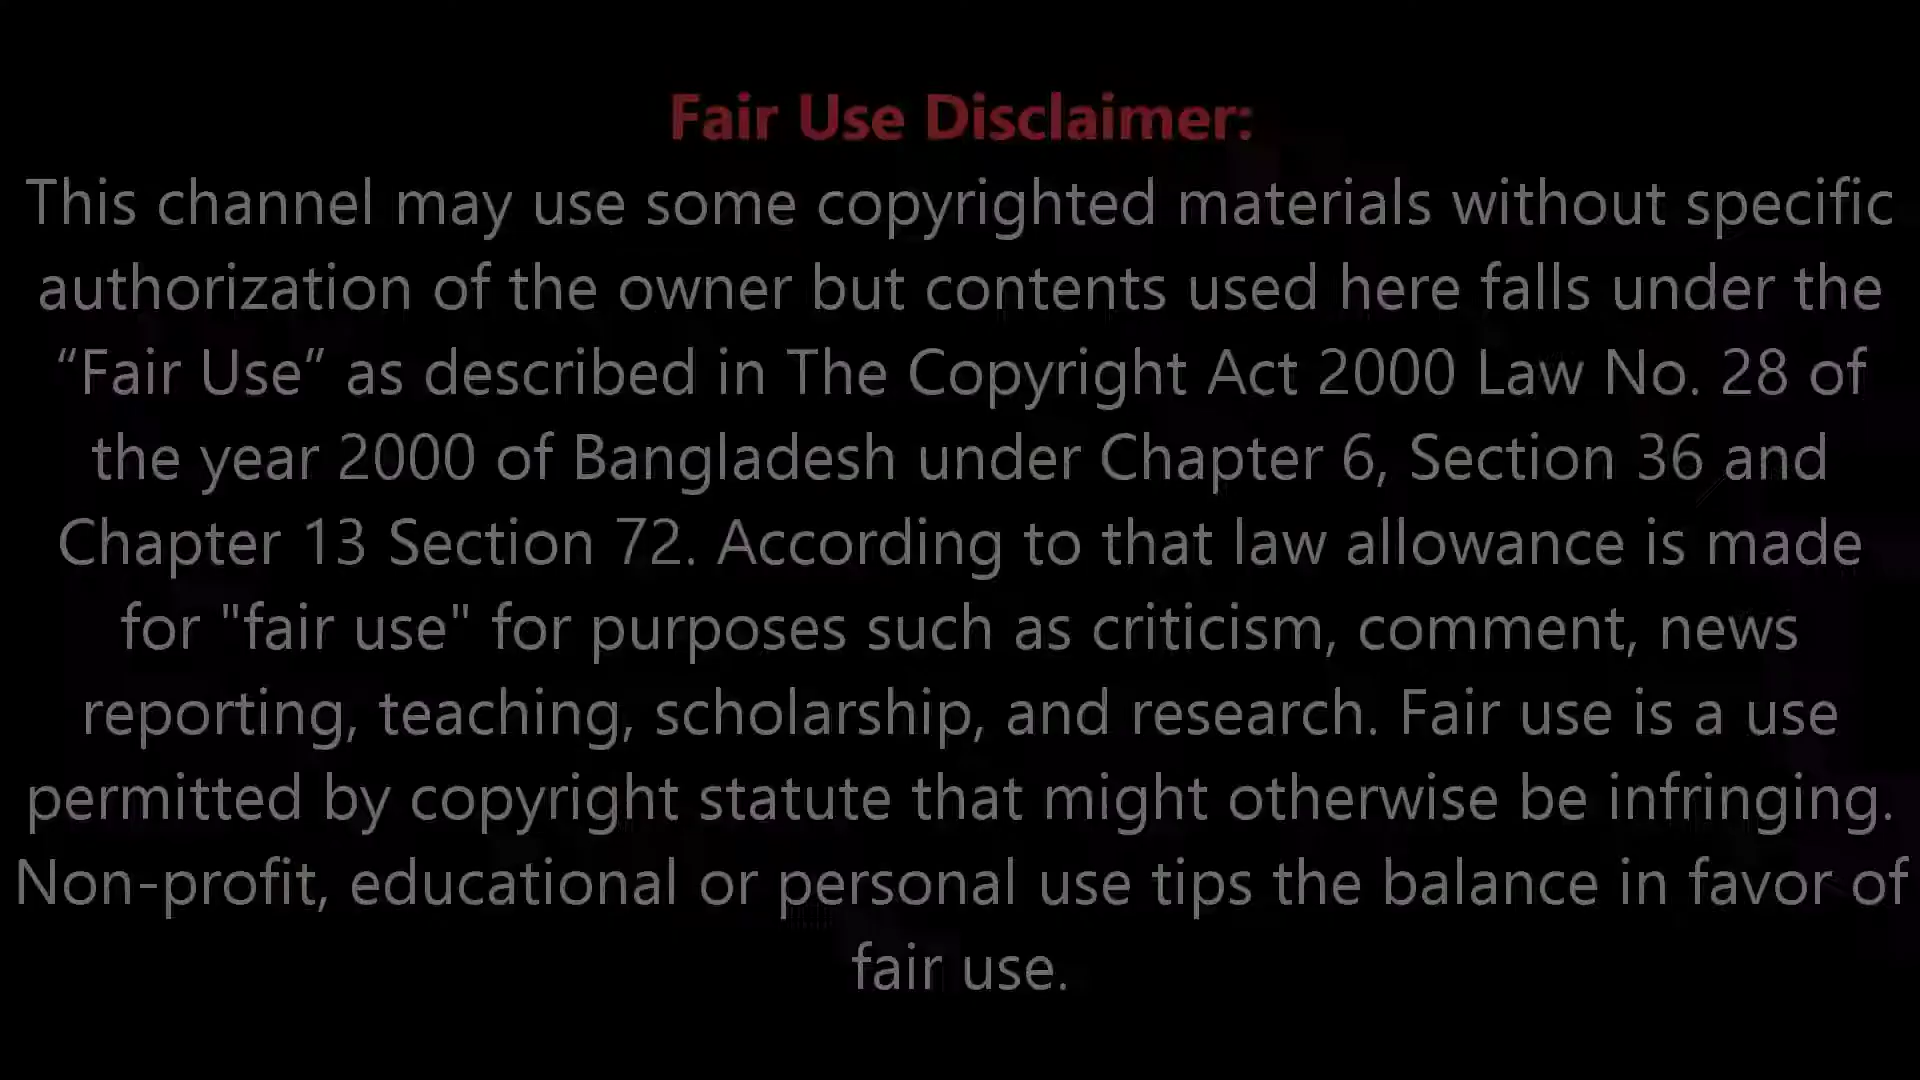 Fair Use Disclaimer:
This channel may use some copyrighted materials without specific
authorization of the owner but contents used here falls under the
“Fair Use” as described in The Copyright Act 2000 Law No. 28 of
the year 2000 of Bangladesh under Chapter 6, Section 36 and
Chapter 13 Section 72. According to that law allowance is made
for "fair use" for purposes such as criticism, comment, news
reporting, teaching, scholarship, and research. Fair use is a use
permitted by copyright statute that might otherwise be infringing.
Non-profit, educational or personal use tips the balance in favor of
fair use.